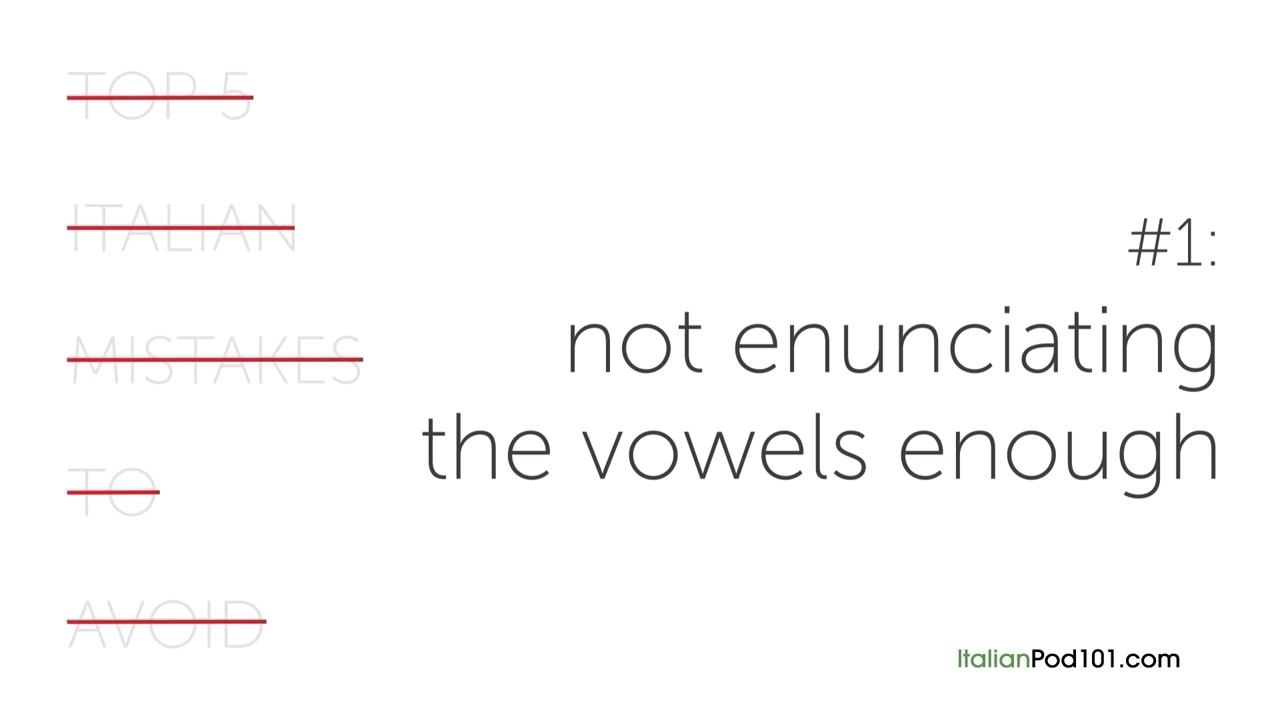 TOP 5
ITALIAN
MISTAKES
TO
AVOID
#1:
not enunciating
the vowels enough
ItalianPod101.com